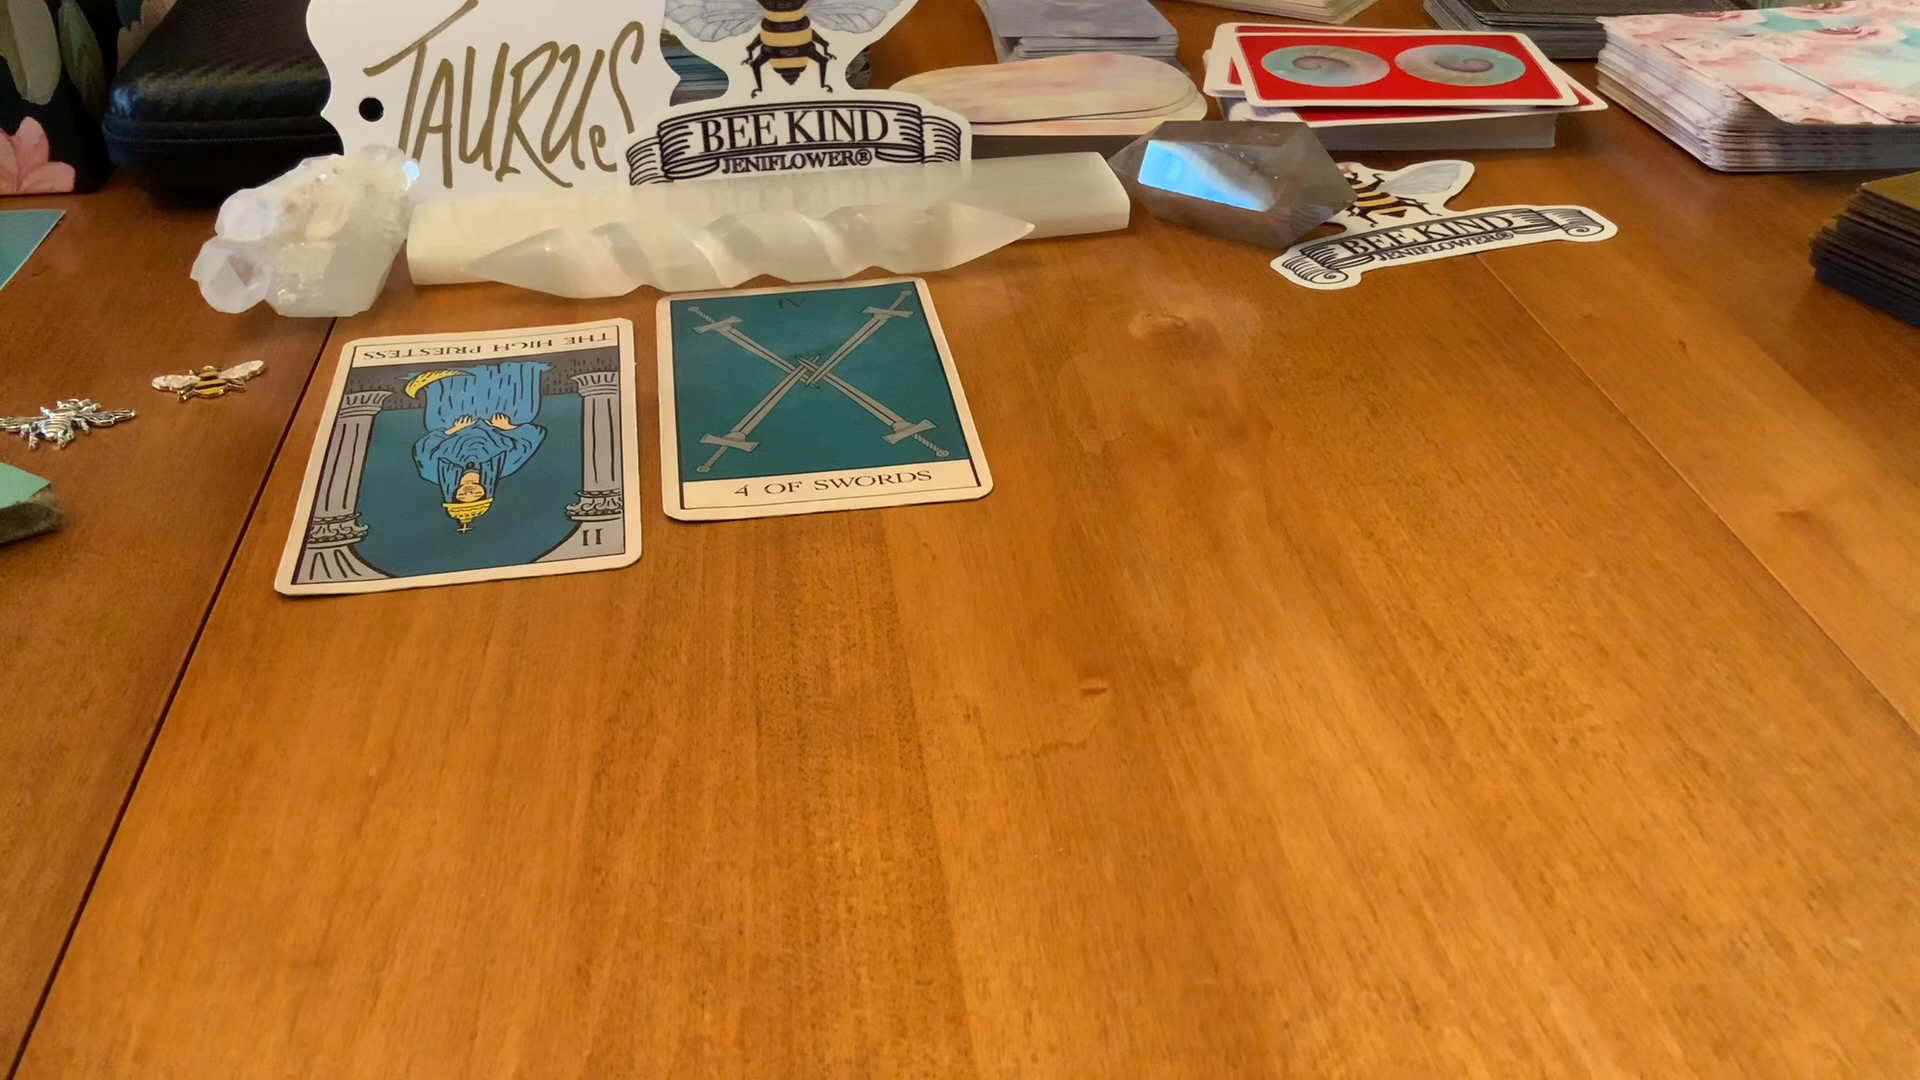 TAURUS
BEE KIND
JENIFLOWER®
BEE KIND
JENIFLOWER®
THE HIGH PRIESTESS
II
IV
4 OF SWORDS